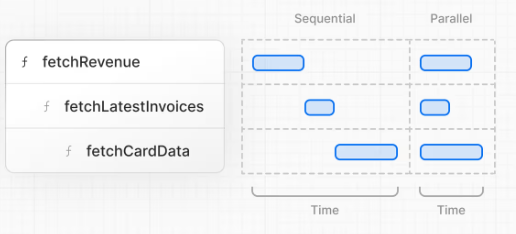 Sequential Parallel
f fetchRevenue
f fetchLatestInvoices
f fetchCardData
Time Time